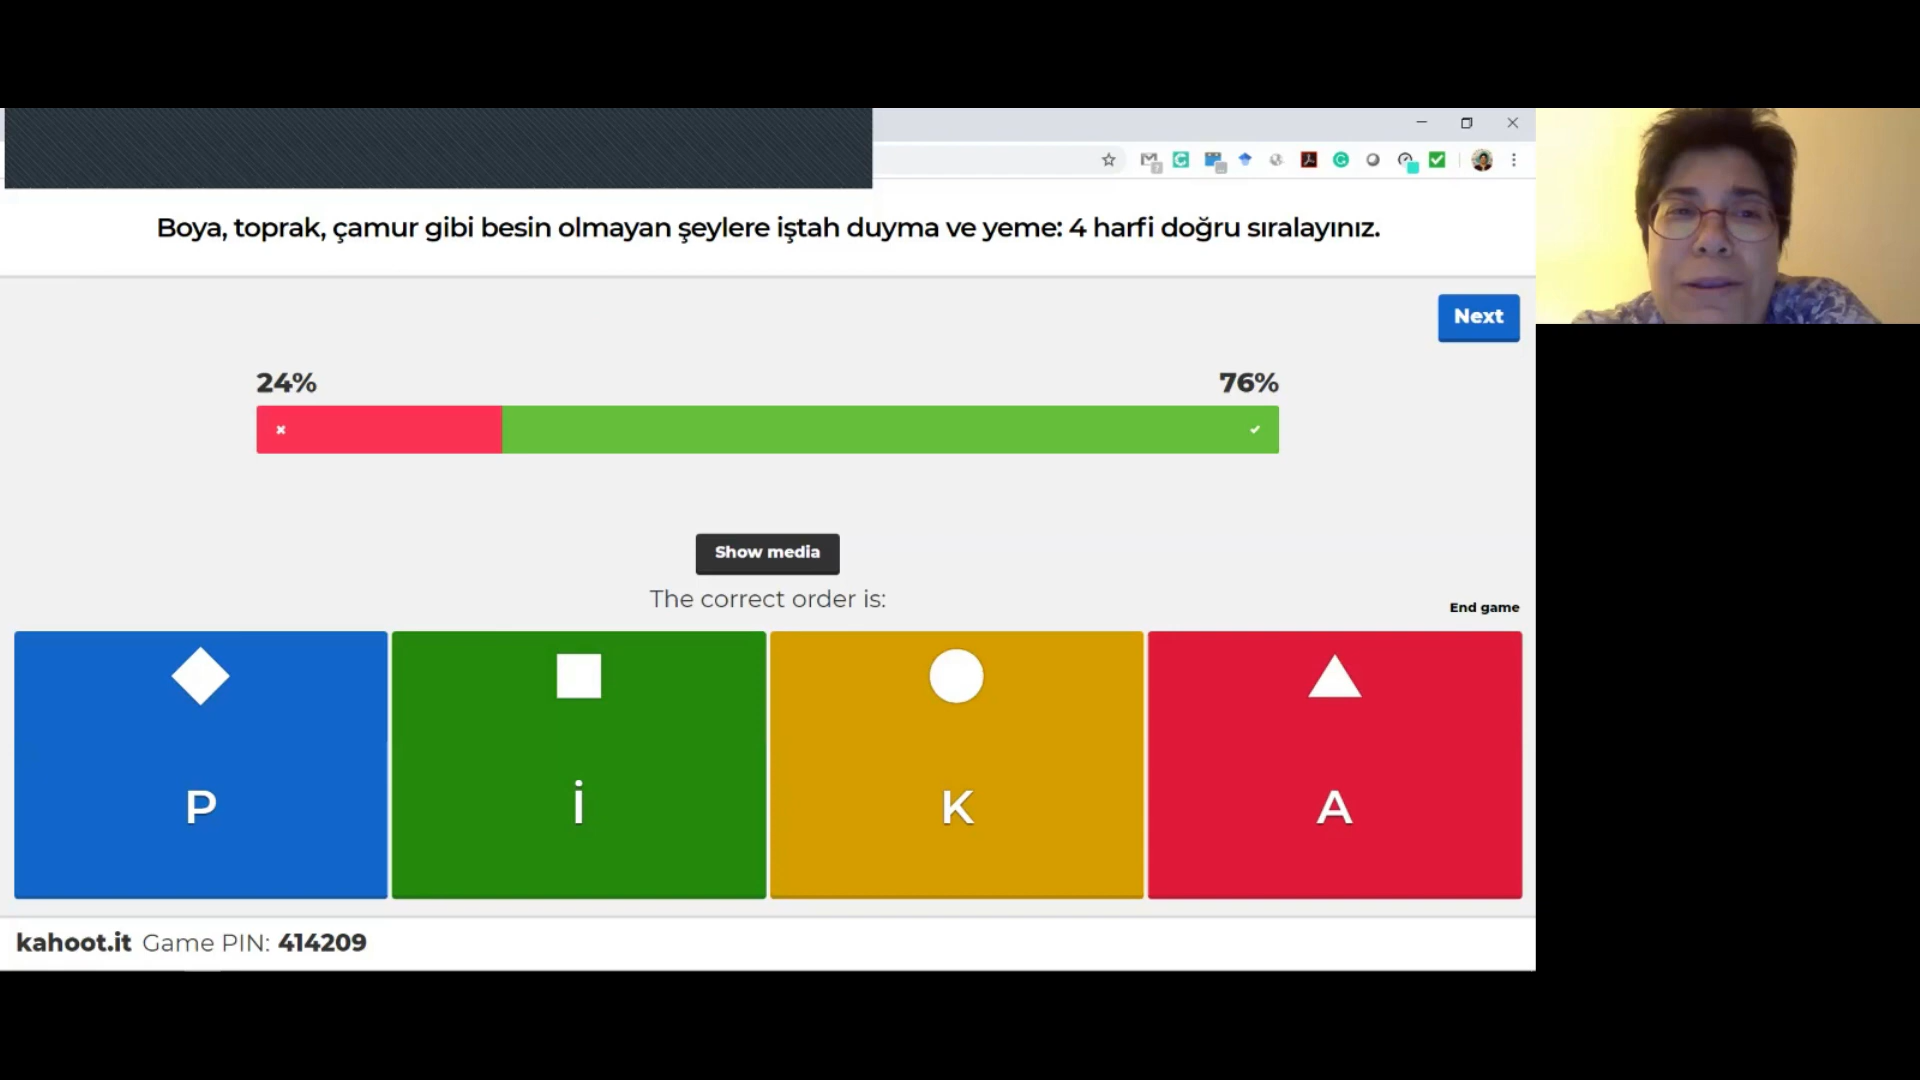 Boya, toprak, çamur gibi besin olmayan şeylere iştah duyma ve yeme: 4 harfi doğru sıralayınız.
Next
24%
76%
Show media
The correct order is:
End game
P
İ
K
A
kahoot.it Game PIN: 414209